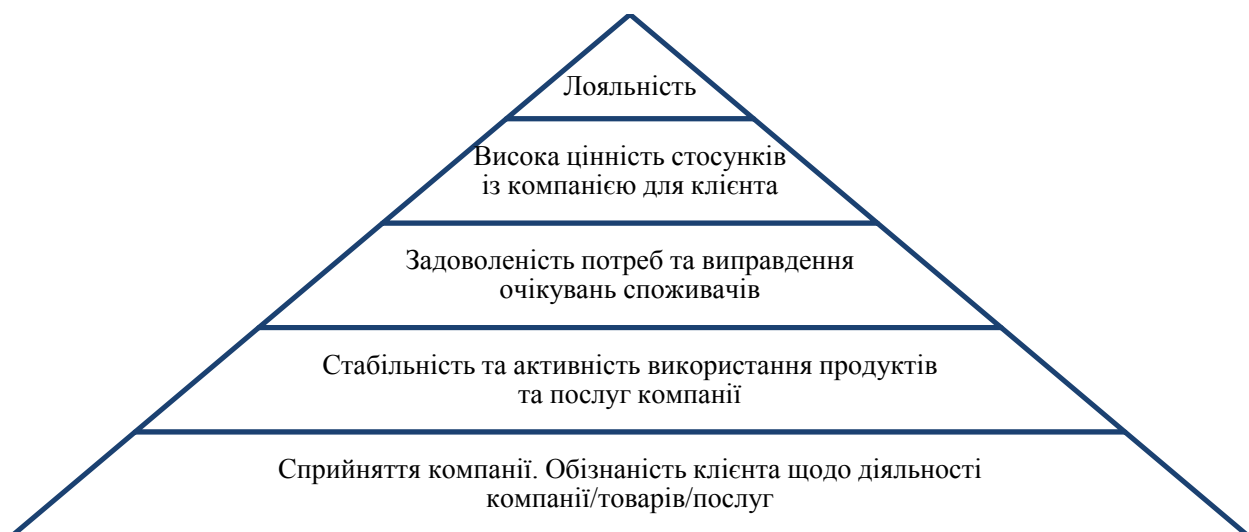 Лояльність
Висока цінність стосунків
із компанією для клієнта
Задоволеність потреб та виправдення
очікувань споживачів
Стабільність та активність використання продуктів
та послуг компанії
Сприйняття компанії. Обізнаність клієнта щодо діяльності
компанії/товарів/послуг